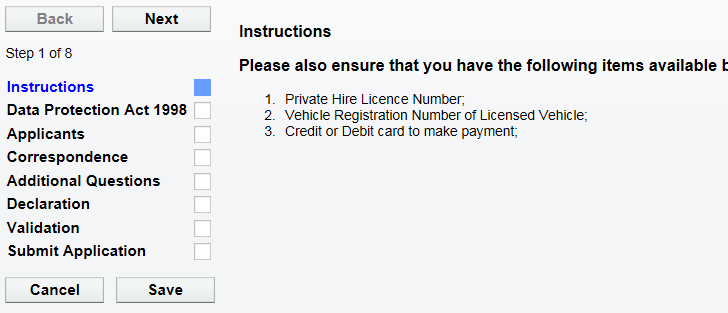 Back
Next
Step 1 of 8
Instructions
Data Protection Act 1998
Applicants
Correspondence
Additional Questions
Declaration
Validation
Submit Application
Cancel
Save
Instructions
Please also ensure that you have the following items available
1. Private Hire Licence Number;
2. Vehicle Registration Number of Licensed Vehicle;
3. Credit or Debit card to make payment;